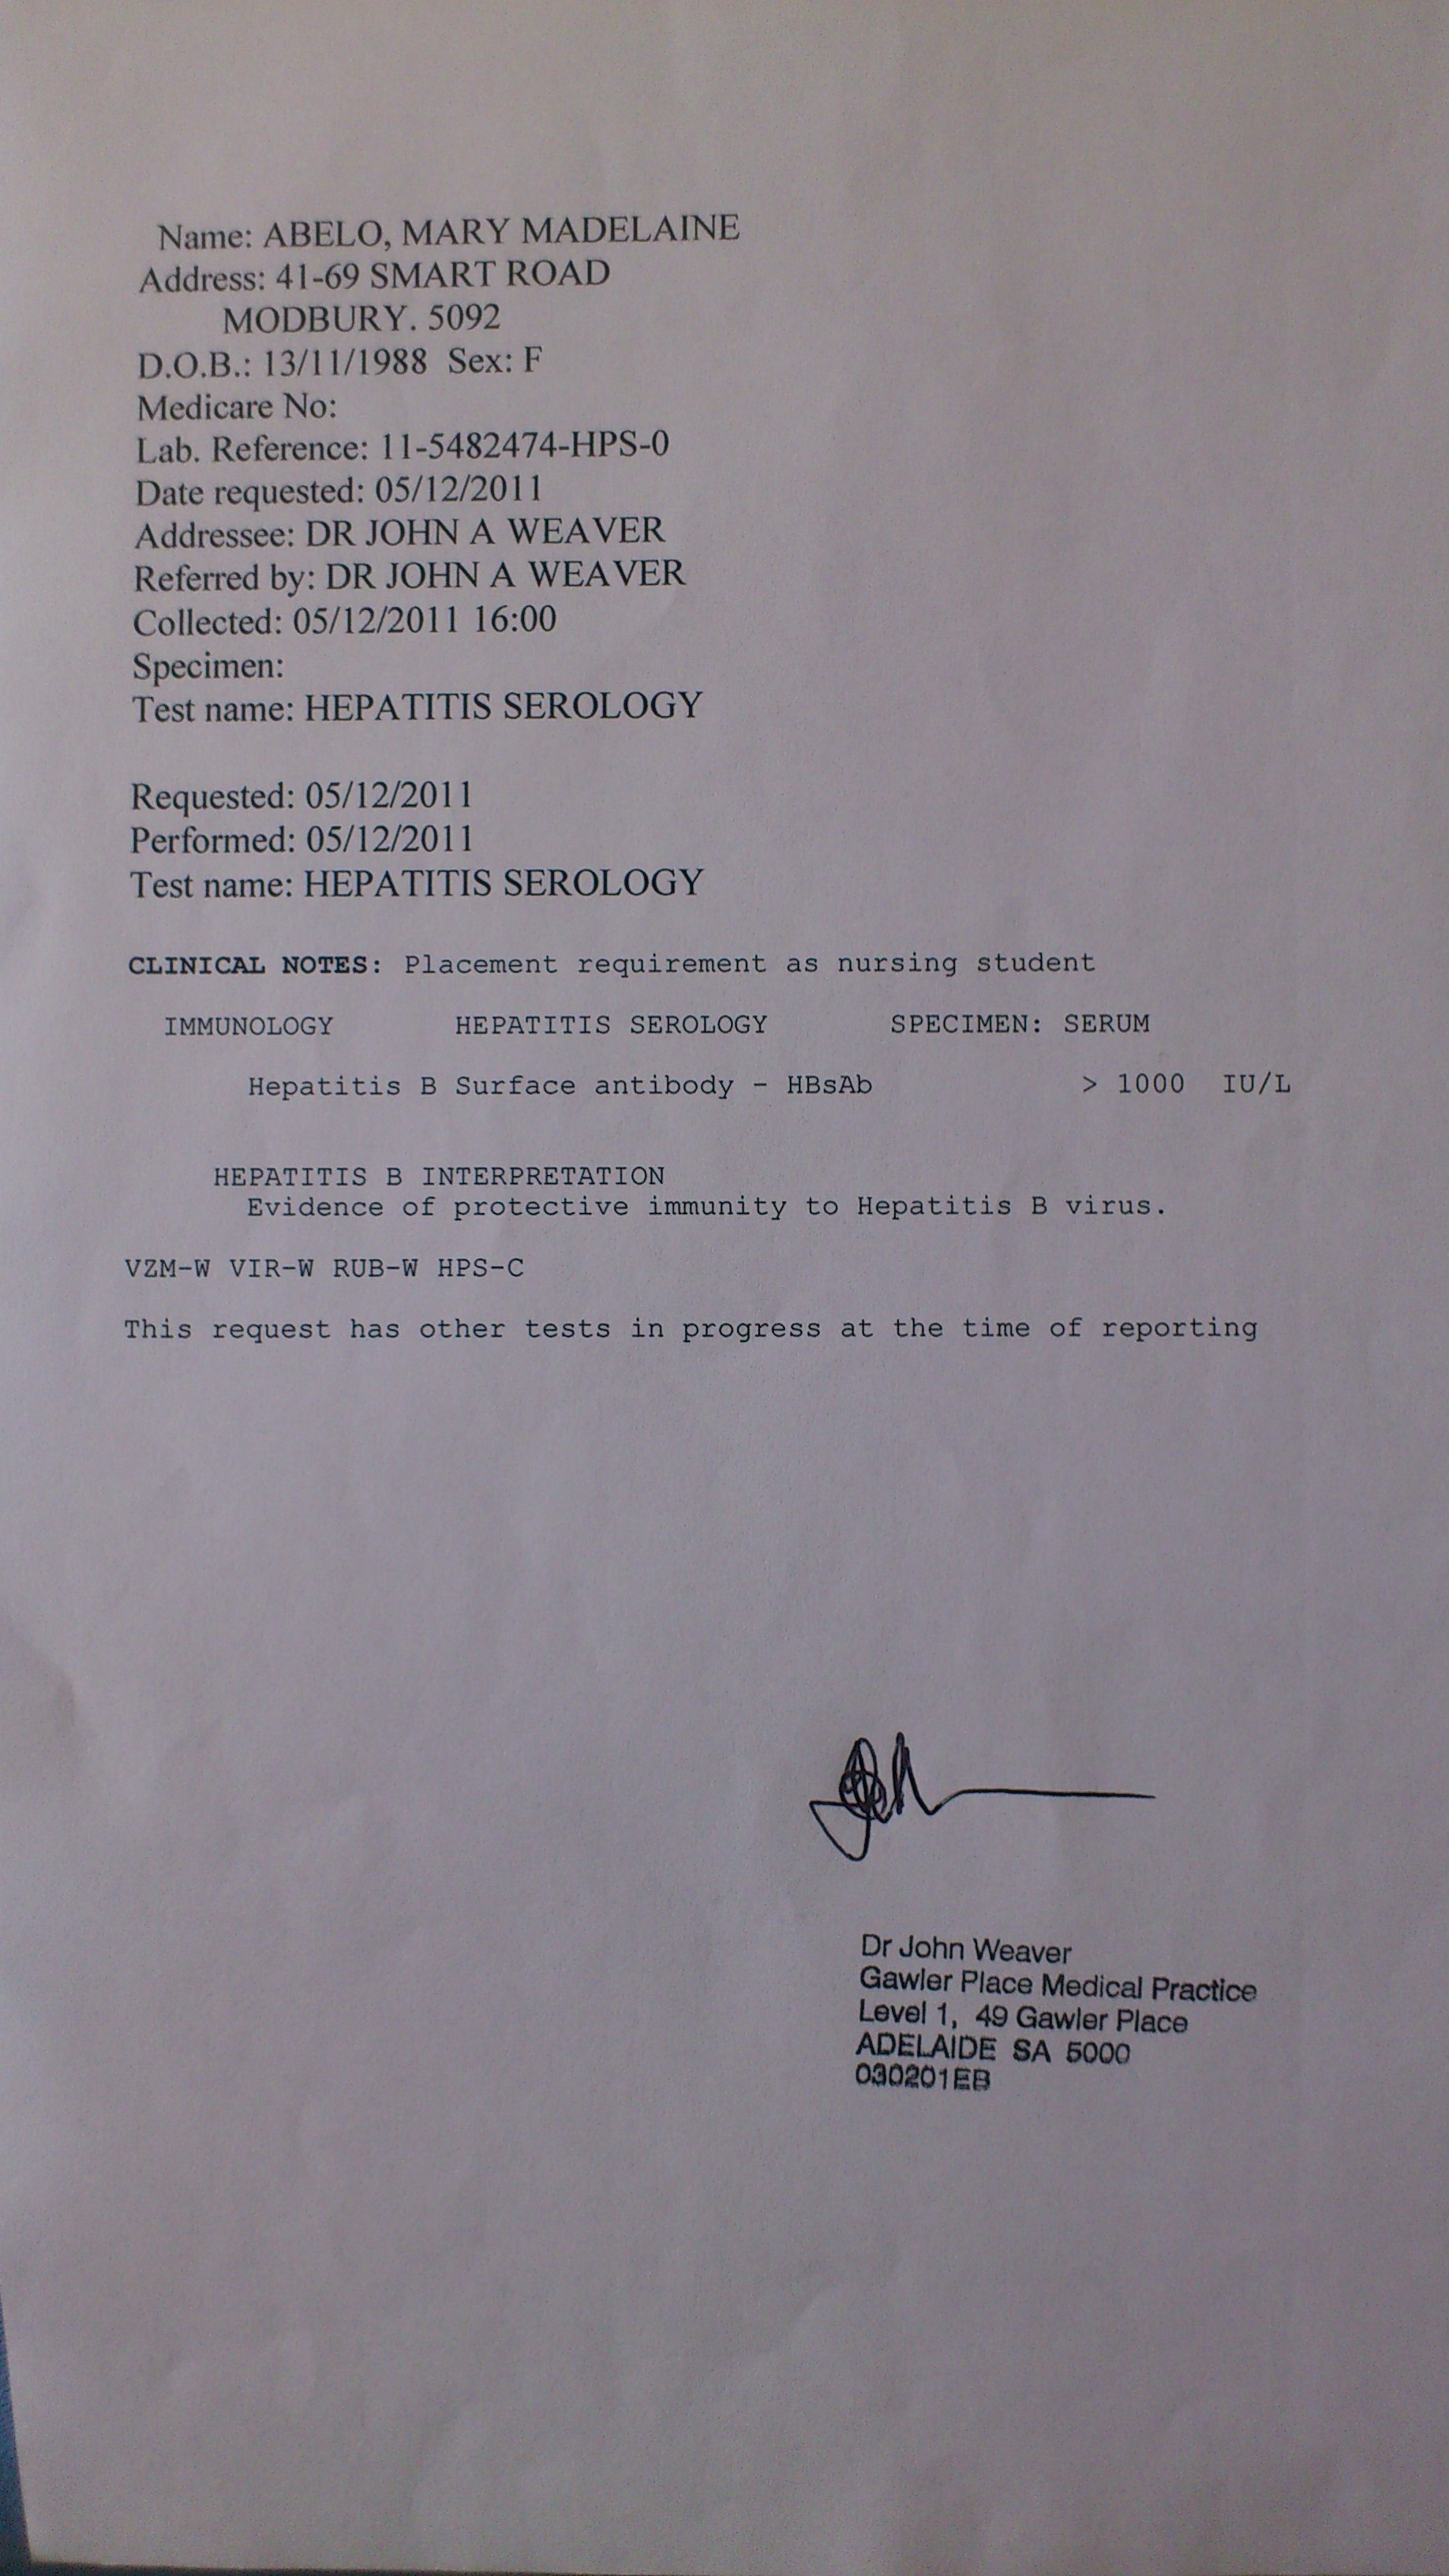 Name: ABELO, MARY MADELAINE
Address: 41-69 SMART ROAD
MODBURY. 5092
D.O.B.: 13/11/1988 Sex: F
Medicare No:
Lab. Reference: 11-5482474-HPS-0
Date requested: 05/12/2011
Addressee: DR JOHN A WEAVER
Referred by: DR JOHN A WEAVER
Collected: 05/12/2011 16:00
Specimen:
Test name: HEPATITIS SEROLOGY
Requested: 05/12/2011
Performed: 05/12/2011
Test name: HEPATITIS SEROLOGY
CLINICAL NOTES: Placement requirement as nursing student
IMMUNOLOGY HEPATITIS SEROLOGY SPECIMEN: SERUM
Hepatitis B Surface antibody - HBsAb > 1000 IU/L
HEPATITIS B INTERPRETATION
Evidence of protective immunity to Hepatitis B virus.
VZM-W VIR-W RUB-W HPS-C
This request has other tests in progress at the time of reporting
Dr John Weaver
Gawler Place Medical Practice
Level 1, 49 Gawler Place
ADELAIDE SA 5000
030201EB